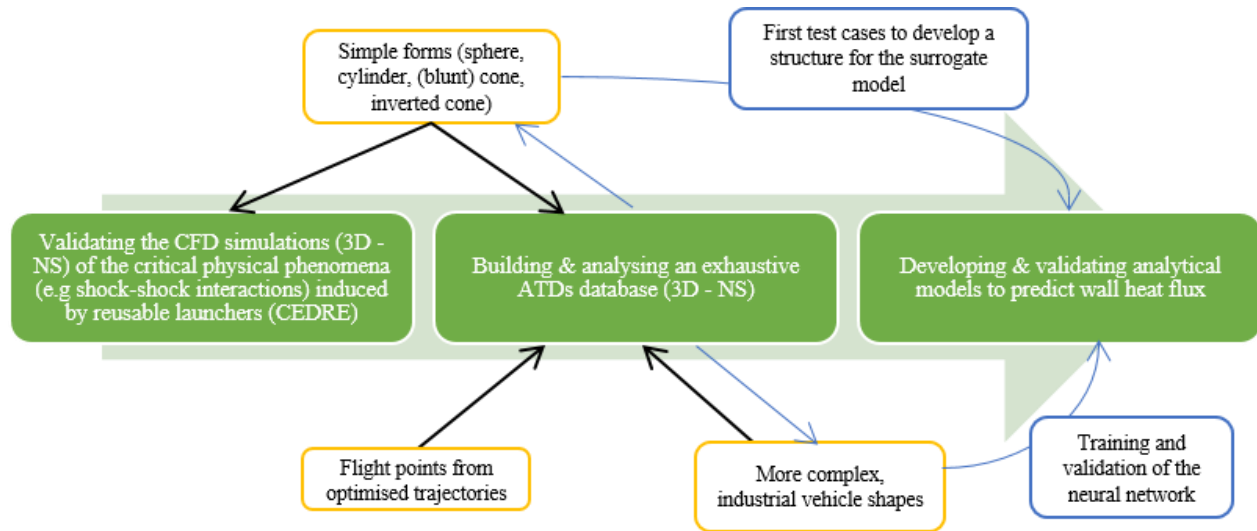 Simple forms (sphere,
cylinder, (blunt) cone,
inverted cone)
First test cases to develop a
structure for the surrogate
model
Validating the CFD simulations (3D -
NS) of the critical physical phenomena
(e.g shock-shock interactions) induced
by reusable launchers (CEDRE)
Building & analysing an exhaustive
ATDs database (3D - NS)
Developing & validating analytical
models to predict wall heat flux
Flight points from
optimised trajectories
More complex,
industrial vehicle shapes
Training and
validation of the
neural network